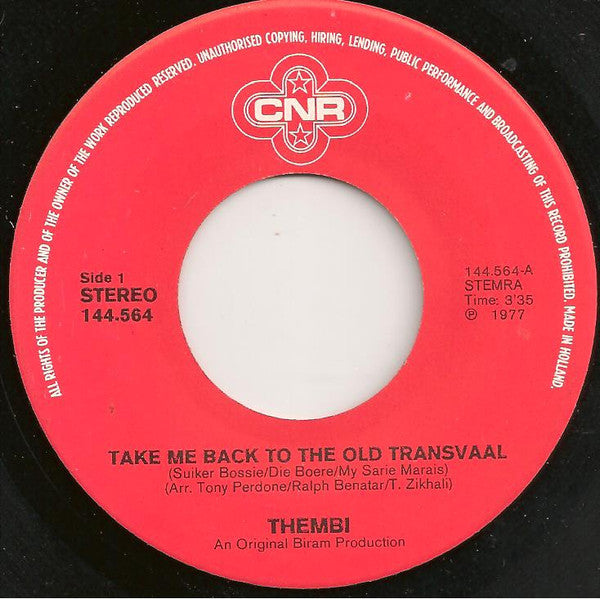 ALL RIGHTS OF THE PRODUCER AND OF THE OWNER OF THE WORK REPRODUCED RESERVED. UNAUTHORISED COPYING, HIRING, LENDING, PUBLIC PERFORMANCE AND BROADCASTING OF THIS RECORD PROHIBITED. MADE IN HOLLAND.
CNR
Side 1
STEREO
144.564
144.564-A
STEMRA
Time: 3'35
℗ 1977
TAKE ME BACK TO THE OLD TRANSVAAL
(Suiker Bossie/Die Boere/My Sarie Marais)
(Arr. Tony Perdone/Ralph Benatar/T. Zikhali)
THEMBI
An Original Biram Production